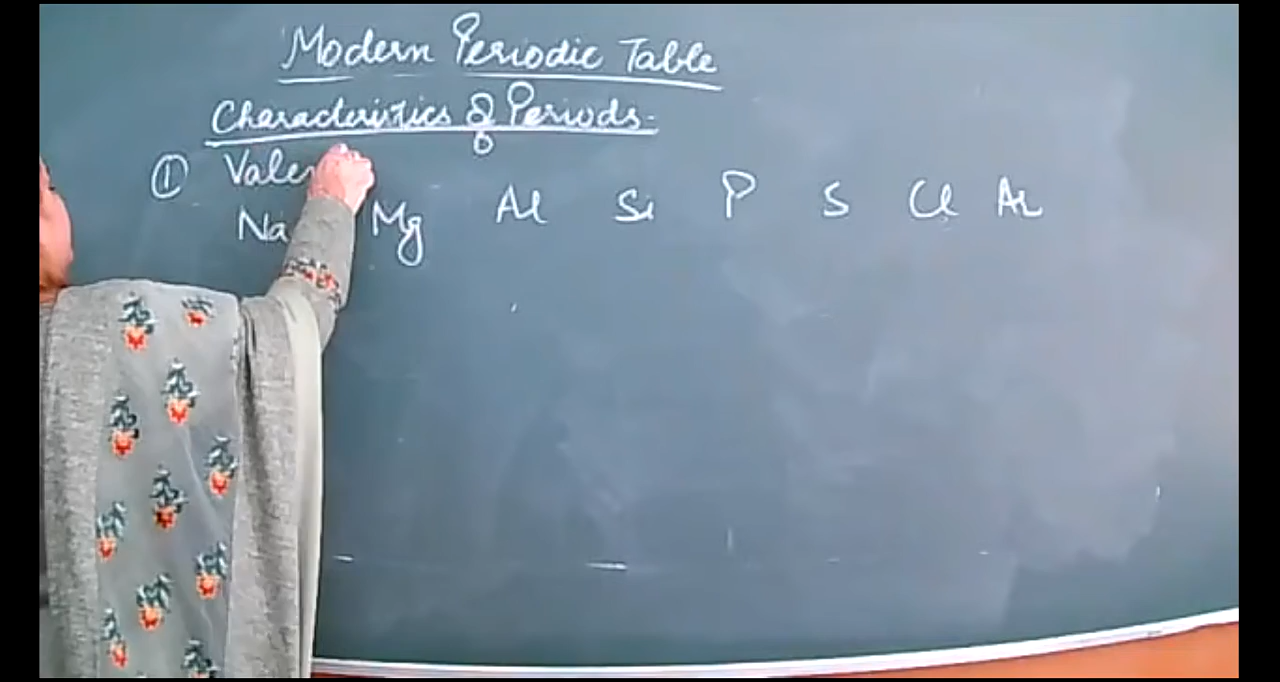 Modern Periodic Table
Characteristics of Periods.
① Vale
Na Mg Al Si P S Cl Ar